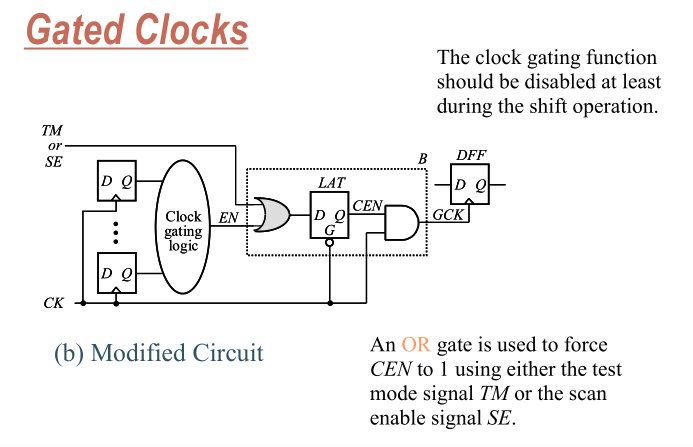 Gated Clocks
The clock gating function
should be disabled at least
during the shift operation.
TM
or
SE
D Q
Clock
gating
logic
EN
D Q
CK
LAT
D Q
G
CEN
B
DFF
D Q
GCK
(b) Modified Circuit
An OR gate is used to force
CEN to 1 using either the test
mode signal TM or the scan
enable signal SE.